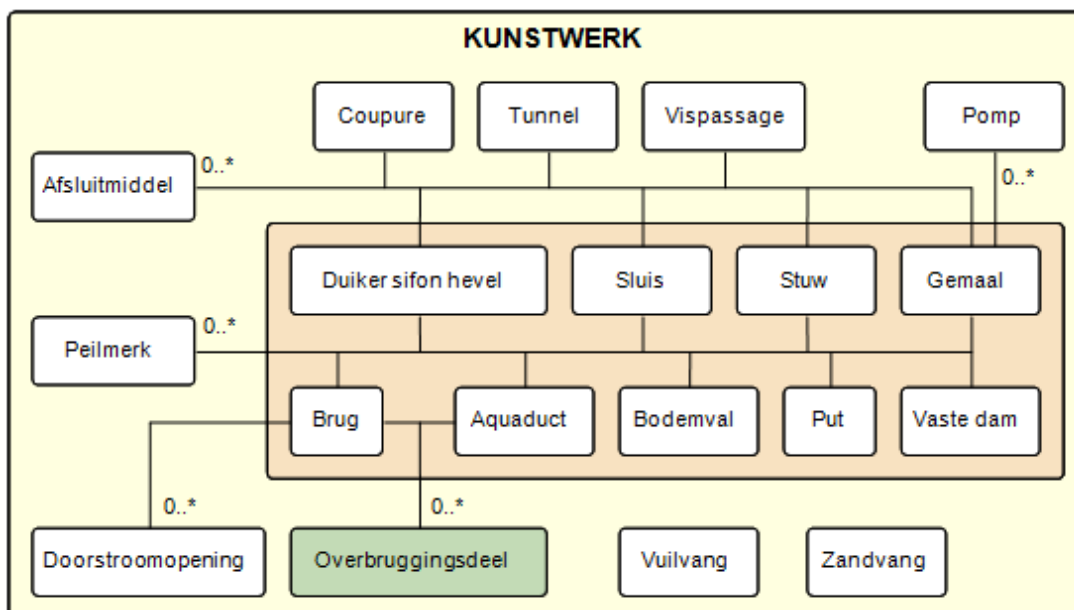 KUNSTWERK
Coupure
Tunnel
Vispassage
Pomp
Afsluitmiddel
0..*
0..*
Duiker sifon hevel
Sluis
Stuw
Gemaal
Peilmerk
0..*
Brug
Aquaduct
Bodemval
Put
Vaste dam
0..*
0..*
Doorstroomopening
Overbruggingsdeel
Vuilvang
Zandvang